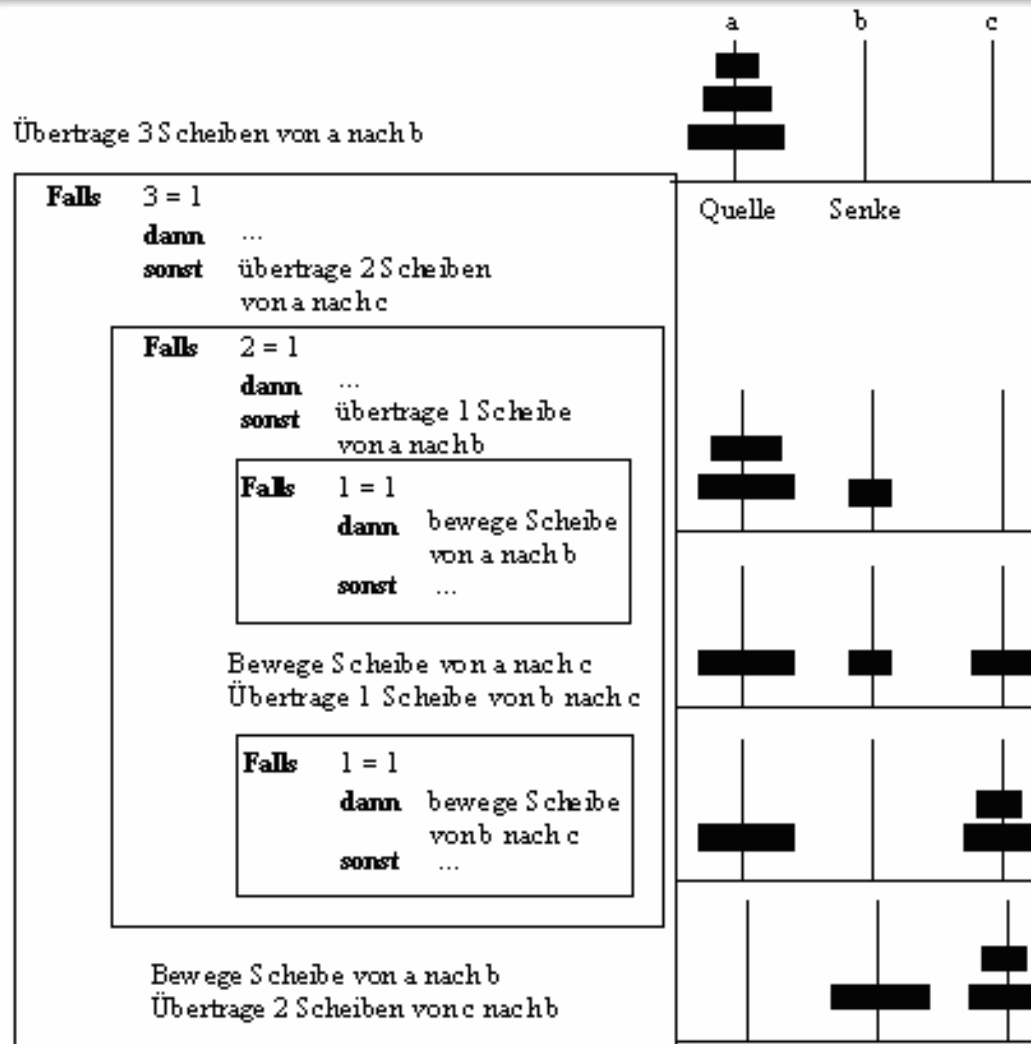 a b c
Übertrage 3 Scheiben von a nach b
Falls 3 = 1
Quelle Senke
dann ...
sonst übertrage 2 Scheiben
von a nach c
Falls 2 = 1
dann ...
sonst übertrage 1 Scheibe
von a nach b
Falls 1 = 1
dann bewege Scheibe
von a nach b
sonst ...
Bewege Scheibe von a nach c
Übertrage 1 Scheibe von b nach c
Falls 1 = 1
dann bewege Scheibe
von b nach c
sonst ...
Bewege Scheibe von a nach b
Übertrage 2 Scheiben von c nach b